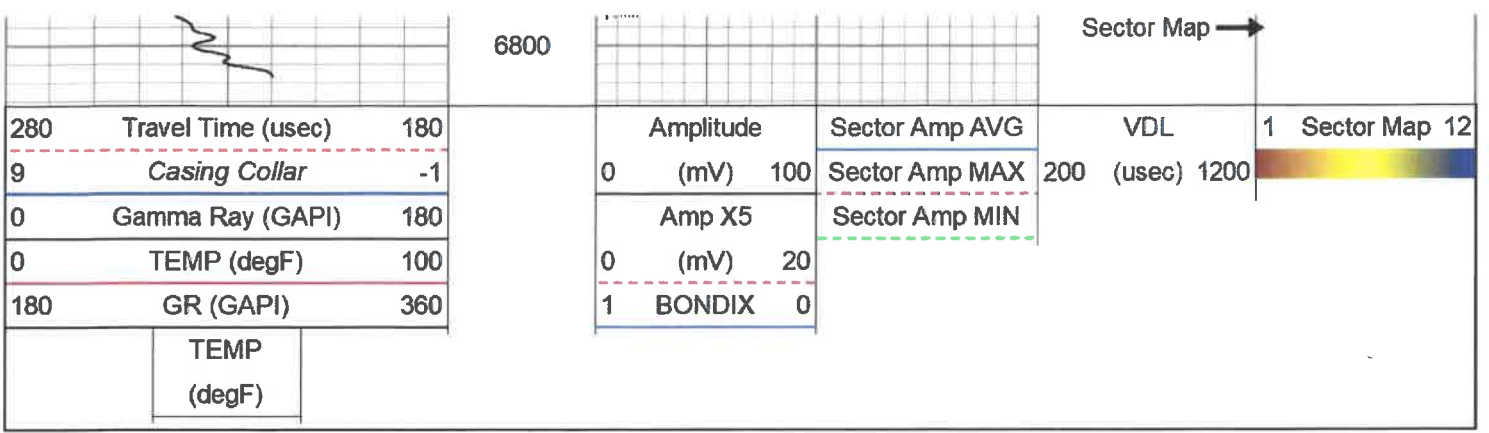 Sector Map
6800
280 Travel Time (usec) 180
9 Casing Collar -1
0 Gamma Ray (GAPI) 180
0 TEMP (degF) 100
180 GR (GAPI) 360
TEMP
(degF)
Amplitude
0 (mV) 100
Amp X5
0 (mV) 20
1 BONDIX 0
Sector Amp AVG
Sector Amp MAX
Sector Amp MIN
VDL
200 (usec) 1200
1 Sector Map 12